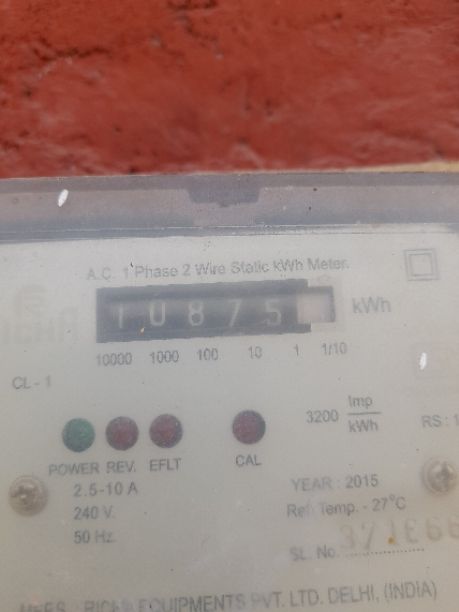 A.C. 1 Phase 2 Wire Static kWh Meter.
10875 kWh
10000 1000 100 10 1 1/10
CL - 1
3200 Imp/kWh
RS : 1
POWER REV. EFLT CAL
2.5-10 A
240 V.
50 Hz.
YEAR : 2015
Ref. Temp. - 27°C
SL. No.
EQUIPMENTS PVT. LTD. DELHI, (INDIA)